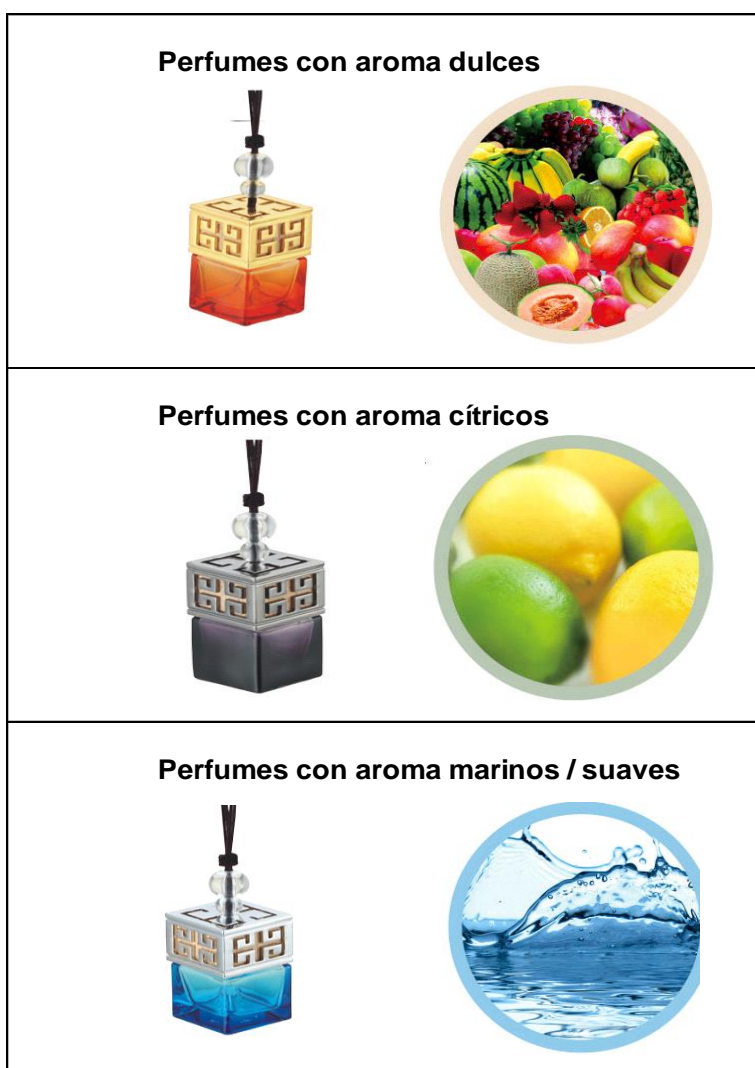 Perfumes con aroma dulces
Perfumes con aroma cítricos
Perfumes con aroma marinos / suaves